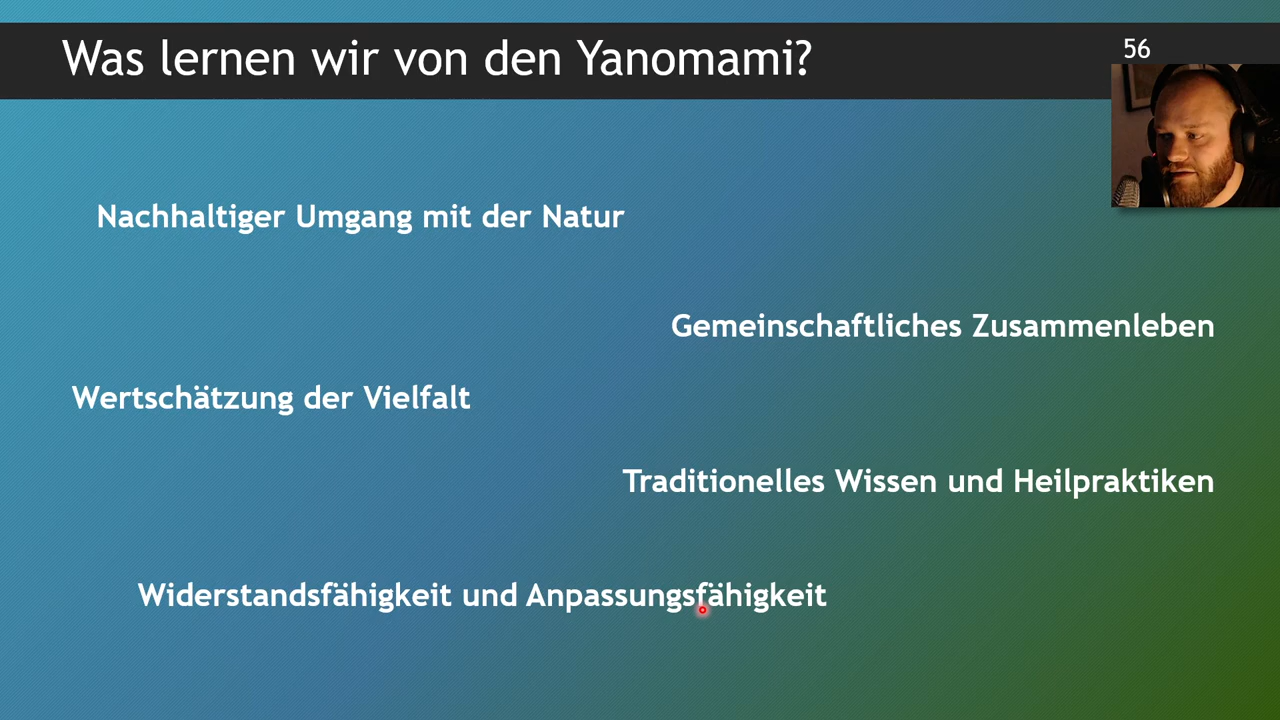 Was lernen wir von den Yanomami?
56
Nachhaltiger Umgang mit der Natur
Gemeinschaftliches Zusammenleben
Wertschätzung der Vielfalt
Traditionelles Wissen und Heilpraktiken
Widerstandsfähigkeit und Anpassungsfähigkeit